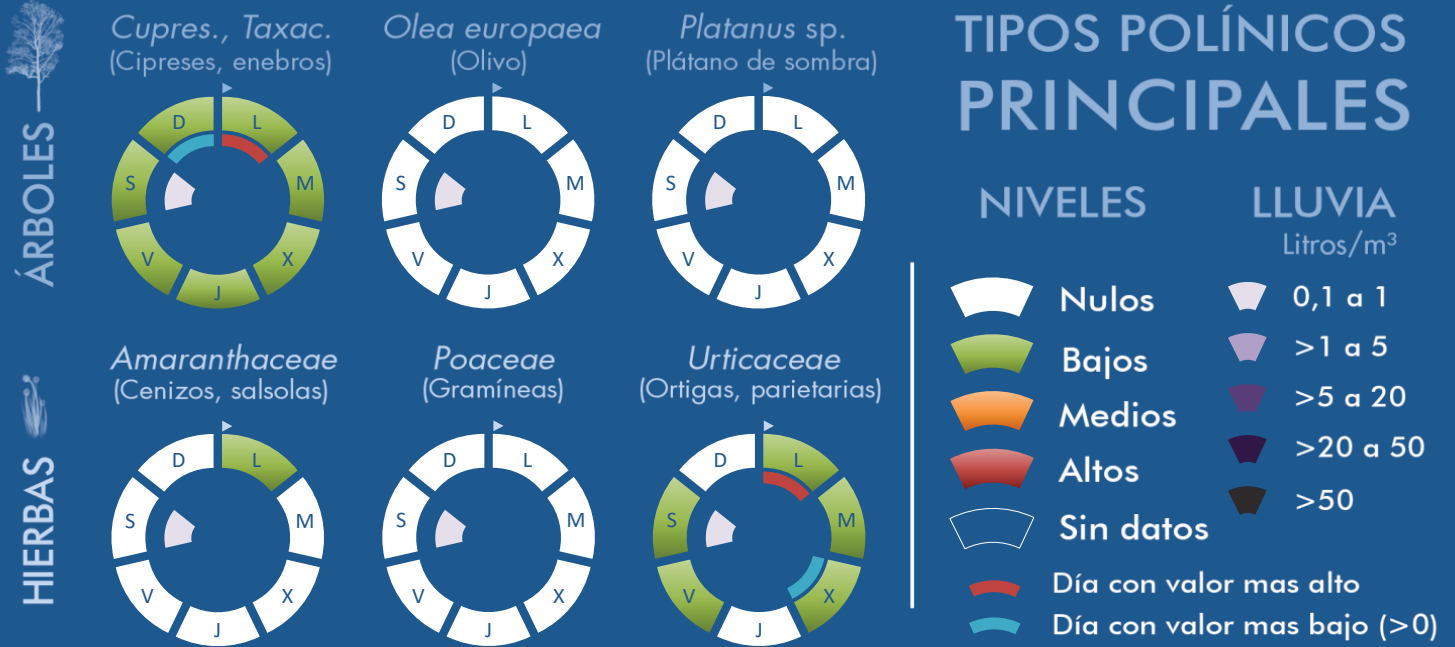 ÁRBOLES
Cupres., Taxac.
(Cipreses, enebros)
D
L
S
M
V
X
J
Olea europaea
(Olivo)
D
L
S
M
V
X
J
Platanus sp.
(Plátano de sombra)
D
L
S
M
V
X
J
HIERBAS
Amaranthaceae
(Cenizos, salsolas)
D
L
S
M
V
X
J
Poaceae
(Gramíneas)
D
L
S
M
V
X
J
Urticaceae
(Ortigas, parietarias)
D
L
S
M
V
X
J
TIPOS POLÍNICOS
PRINCIPALES
NIVELES
Nulos
Bajos
Medios
Altos
Sin datos
Día con valor mas alto
Día con valor mas bajo (>0)
LLUVIA
Litros/m³
0,1 a 1
>1 a 5
>5 a 20
>20 a 50
>50